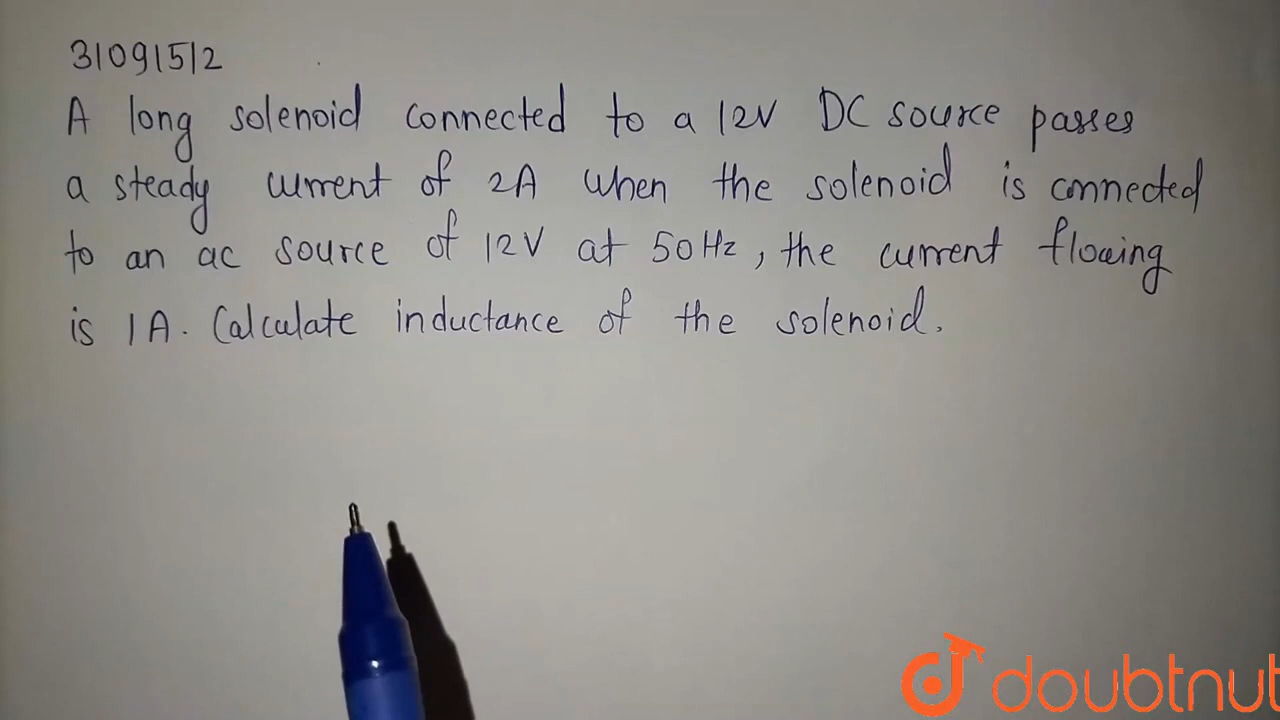 31091512
A long solenoid connected to a 12V DC source passes
a steady current of 2A when the solenoid is connected
to an ac source of 12V at 50Hz, the current flowing
is 1A. Calculate inductance of the solenoid.
doubtnut